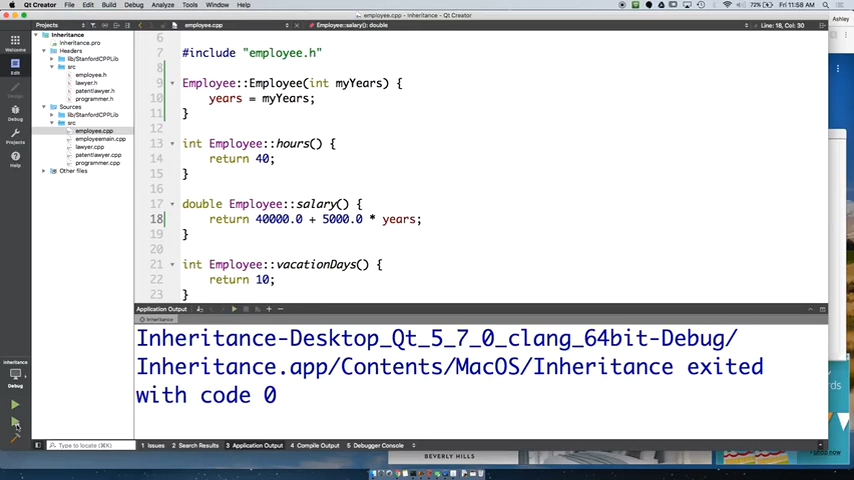 Qt Creator File Edit Build Debug Analyze Tools Window Help
72% Fri 11:58 AM
employee.cpp (Inheritance) - Qt Creator
Projects
employee.cpp
Employee::salary(): double
Line: 18, Col: 30
Ashley
Welcome
Edit
Design
Debug
Projects
Help
Inheritance
Debug
Inheritance
Inheritance.pro
Headers
lib/StanfordCPPLib
src
employee.h
lawyer.h
patentlawyer.h
programmer.h
Sources
lib/StanfordCPPLib
src
employee.cpp
employeemain.cpp
lawyer.cpp
patentlawyer.cpp
programmer.cpp
Other files
6
7 #include "employee.h"
8
9 Employee::Employee(int myYears) {
10 years = myYears;
11 }
12
13 int Employee::hours() {
14 return 40;
15 }
16
17 double Employee::salary() {
18 return 40000.0 + 5000.0 * years;
19 }
20
21 int Employee::vacationDays() {
22 return 10;
23 }
Application Output
Inheritance
Inheritance-Desktop_Qt_5_7_0_clang_64bit-Debug/
Inheritance.app/Contents/MacOS/Inheritance exited
with code 0
Type to locate (⌘K)
1 Issues 2 Search Results 3 Application Output 4 Compile Output 5 Debugger Console
BEVERLY HILLS